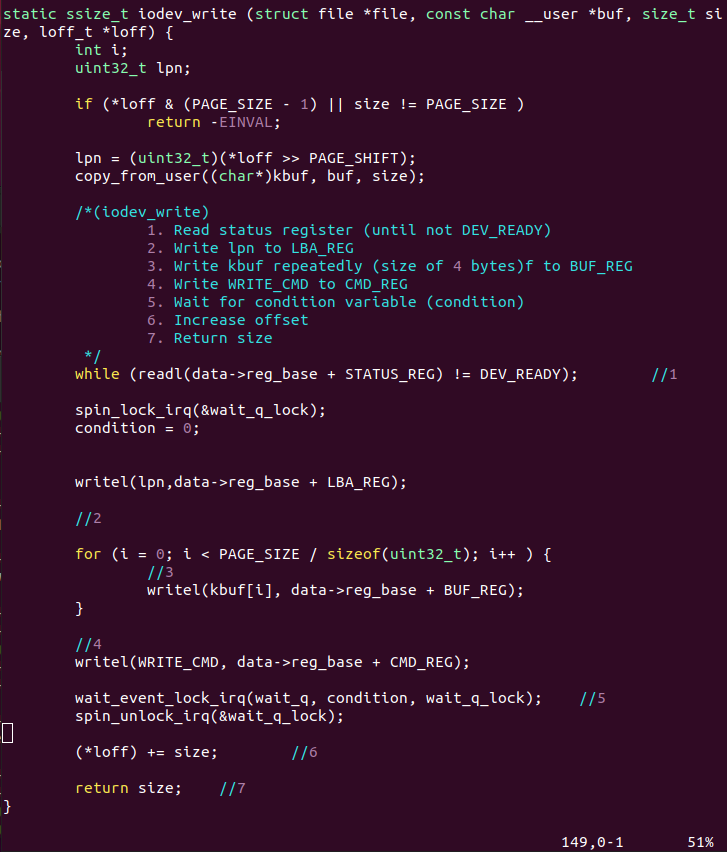 static ssize_t iodev_write (struct file *file, const char __user *buf, size_t si
ze, loff_t *loff) {
        int i;
        uint32_t lpn;

        if (*loff & (PAGE_SIZE - 1) || size != PAGE_SIZE )
                return -EINVAL;

        lpn = (uint32_t)(*loff >> PAGE_SHIFT);
        copy_from_user((char*)kbuf, buf, size);

        /*(iodev_write)
                1. Read status register (until not DEV_READY)
                2. Write lpn to LBA_REG
                3. Write kbuf repeatedly (size of 4 bytes)f to BUF_REG
                4. Write WRITE_CMD to CMD_REG
                5. Wait for condition variable (condition)
                6. Increase offset
                7. Return size
         */
        while (readl(data->reg_base + STATUS_REG) != DEV_READY);        //1

        spin_lock_irq(&wait_q_lock);
        condition = 0;


        writel(lpn,data->reg_base + LBA_REG);

        //2

        for (i = 0; i < PAGE_SIZE / sizeof(uint32_t); i++ ) {
                //3
                writel(kbuf[i], data->reg_base + BUF_REG);
        }

        //4
        writel(WRITE_CMD, data->reg_base + CMD_REG);

        wait_event_lock_irq(wait_q, condition, wait_q_lock);    //5
        spin_unlock_irq(&wait_q_lock);

        (*loff) += size;        //6

        return size;    //7
}
149,0-1 51%